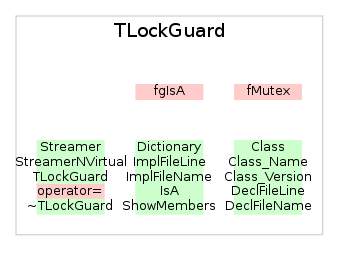 TLockGuard
fgIsA fMutex
Streamer Dictionary Class
StreamerNVirtual ImplFileLine Class_Name
TLockGuard ImplFileName Class_Version
operator= IsA DeclFileLine
~TLockGuard ShowMembers DeclFileName